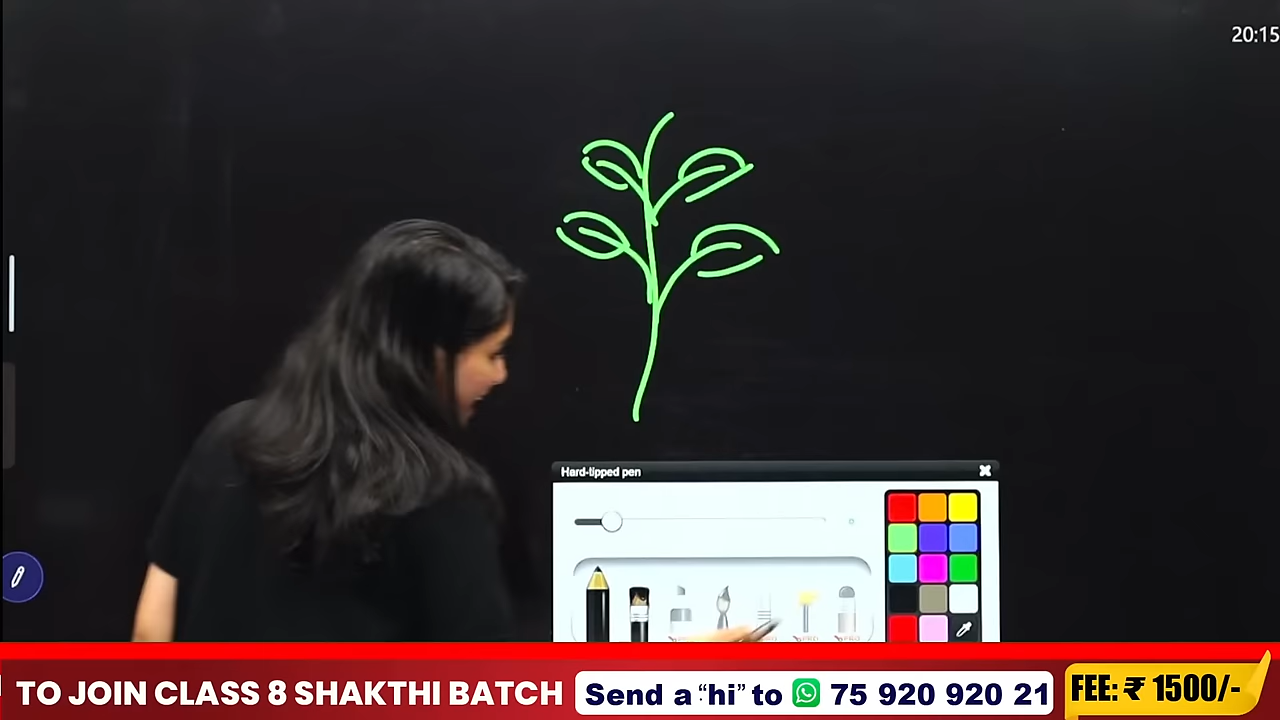 20:15
Hard-tipped pen
TO JOIN CLASS 8 SHAKTHI BATCH
Send a “hi” to 75 920 920 21
FEE: ₹ 1500/-